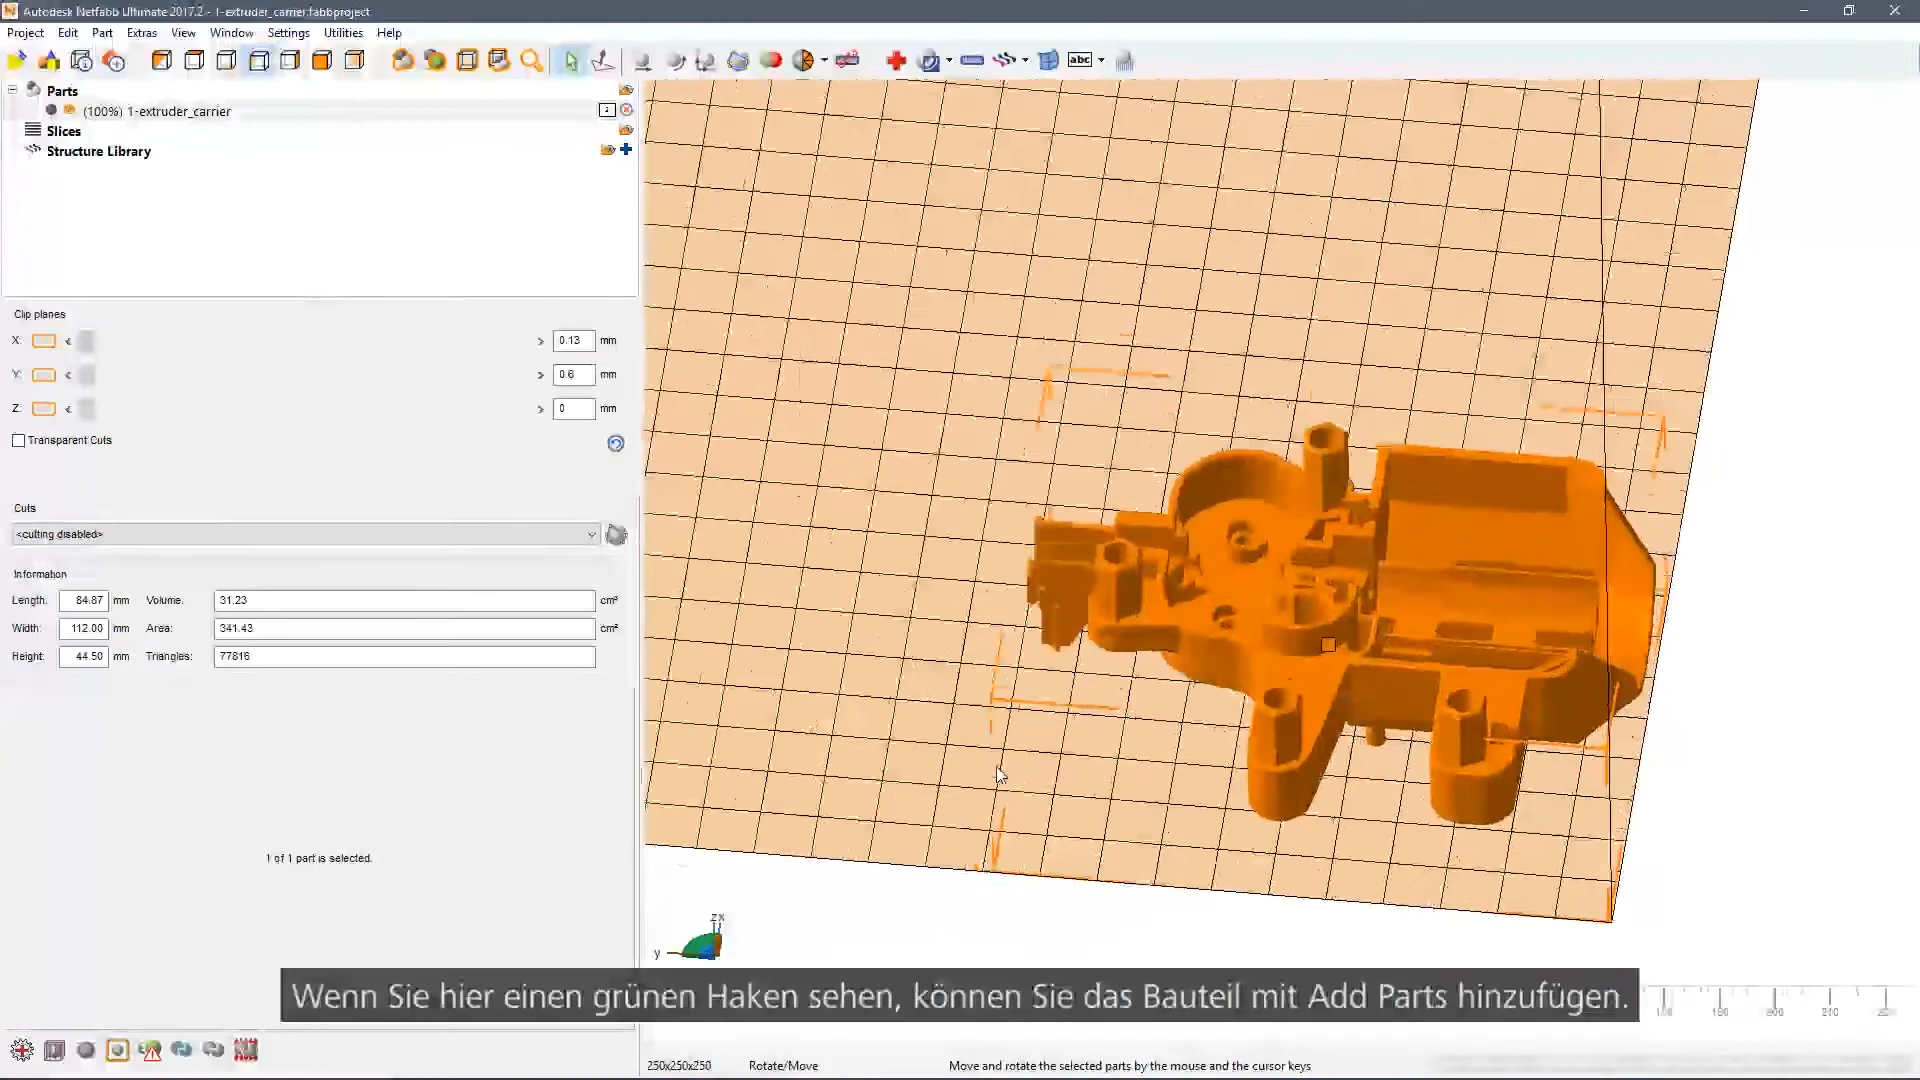 Autodesk Netfabb Ultimate 2017.2 - 1-extruder_carrier.fabbproject
Project Edit Part Extras View Window Settings Utilities Help
abc
Parts
(100%) 1-extruder_carrier
Slices
Structure Library
Clip planes
X: < > 0.13 mm
Y: < > 0.6 mm
Z: < > 0 mm
Transparent Cuts
Cuts
<cutting disabled>
Information
Length: 84.87 mm Volume: 31.23 cm³
Width: 112.00 mm Area: 341.43 cm²
Height: 44.50 mm Triangles: 77816
1 of 1 part is selected.
z x
y
Wenn Sie hier einen grünen Haken sehen, können Sie das Bauteil mit Add Parts hinzufügen.
250x250x250 Rotate/Move Move and rotate the selected parts by the mouse and the cursor keys